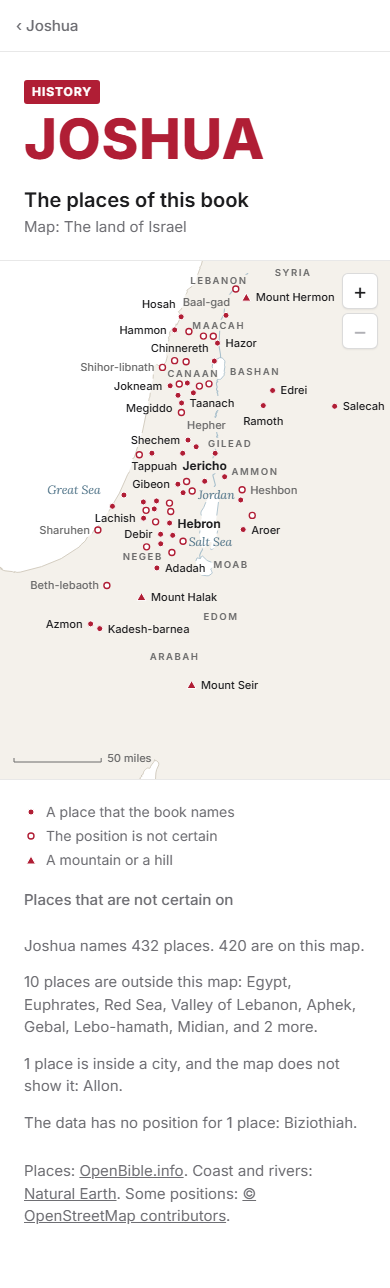 ‹ Joshua
HISTORY
JOSHUA
The places of this book
Map: The land of Israel
SYRIA
LEBANON
Mount Hermon
Hosah
Baal-gad
+
−
Hammon
MAACAH
Chinnereth
Hazor
Shihor-libnath
CANAAN
BASHAN
Jokneam
Edrei
Megiddo
Taanach
Salecah
Hepher
Ramoth
Shechem
GILEAD
Tappuah
Jericho
AMMON
Gibeon
Great Sea
Jordan
Heshbon
Lachish
Hebron
Sharuhen
Debir
Aroer
Salt Sea
NEGEB
Adadah
MOAB
Beth-lebaoth
Mount Halak
EDOM
Azmon
Kadesh-barnea
ARABAH
Mount Seir
50 miles
A place that the book names
The position is not certain
A mountain or a hill
Places that are not certain on
Joshua names 432 places. 420 are on this map.
10 places are outside this map: Egypt,
Euphrates, Red Sea, Valley of Lebanon, Aphek,
Gebal, Lebo-hamath, Midian, and 2 more.
1 place is inside a city, and the map does not
show it: Allon.
The data has no position for 1 place: Biziothiah.
Places: OpenBible.info. Coast and rivers:
Natural Earth. Some positions: ©
OpenStreetMap contributors.